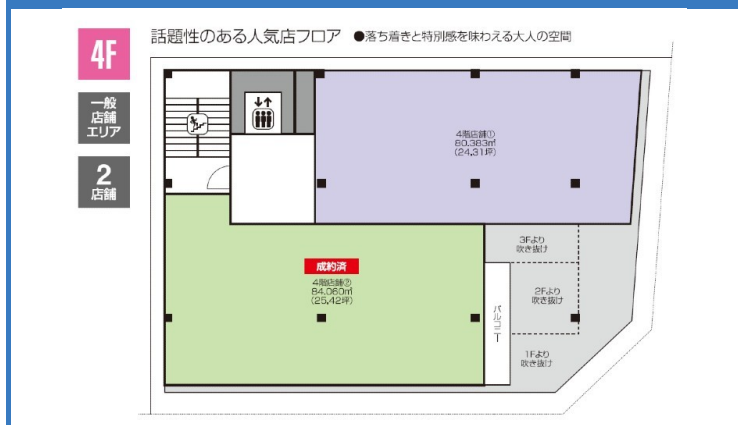 4F
話題性のある人気店フロア ●落ち着きと特別感を味わえる大人の空間
一般
店舗
エリア
2
店舗
4階店舗①
80.383㎡
(24.31坪)
成約済
4階店舗②
84.060㎡
(25.42坪)
3Fより
吹き抜け
2Fより
吹き抜け
バルコニー
1Fより
吹き抜け